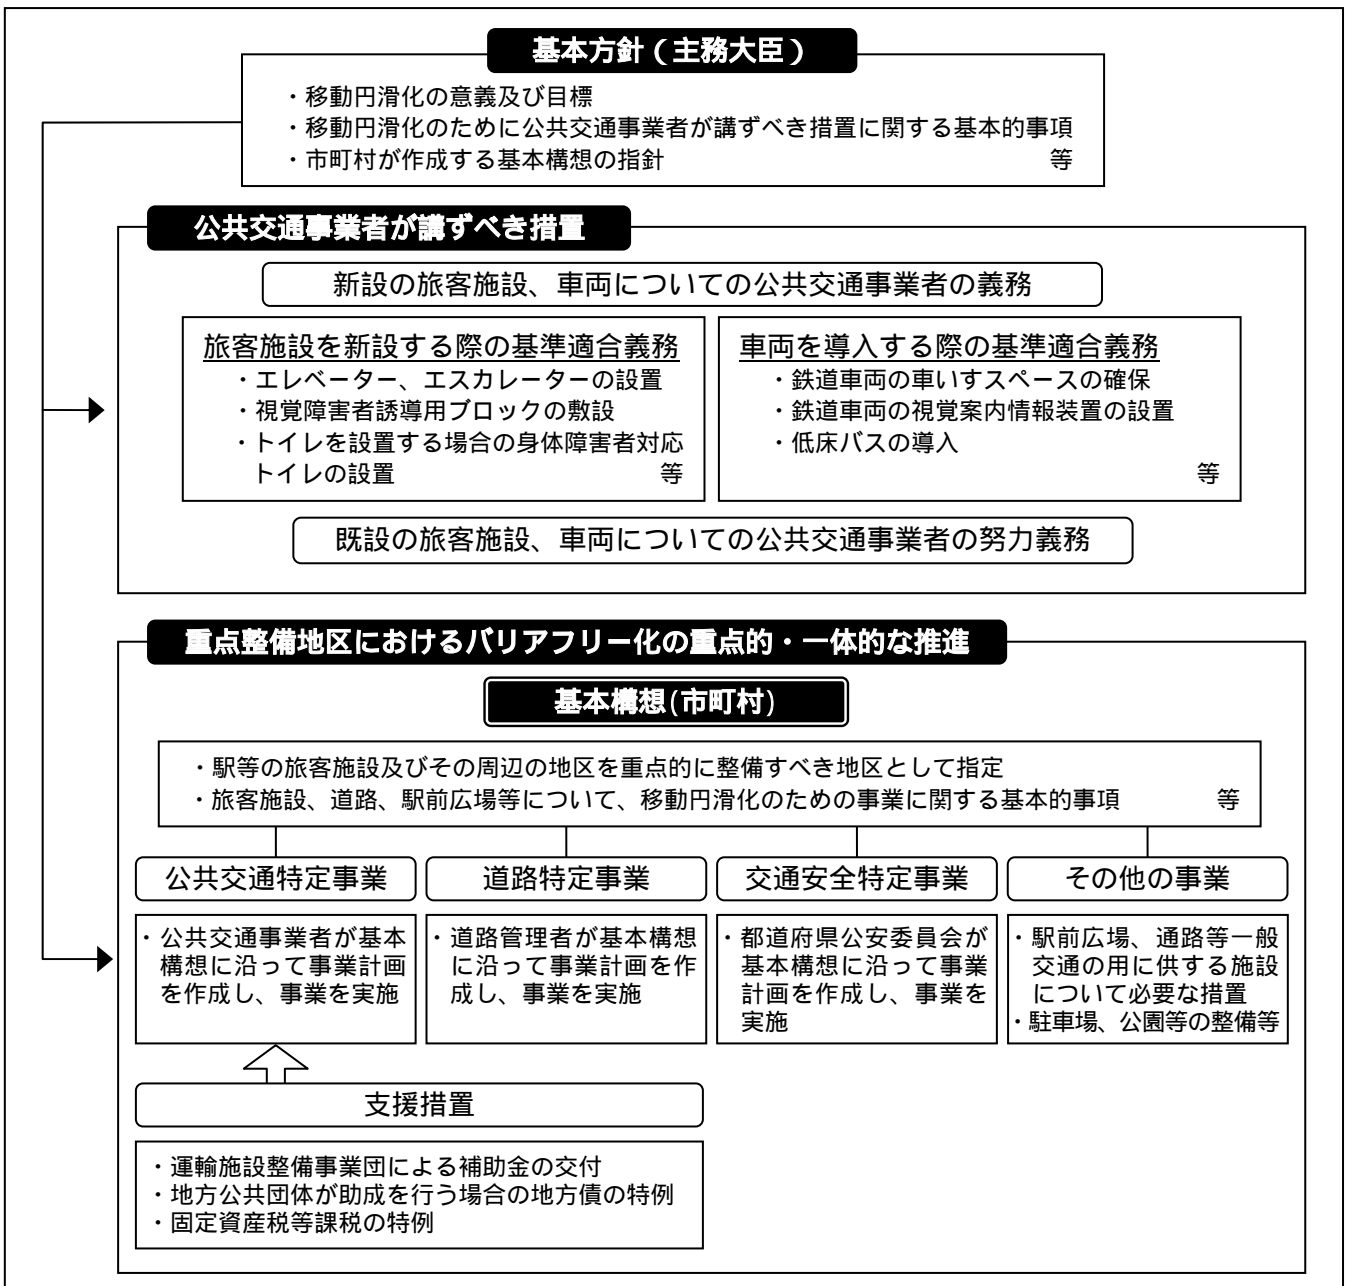 基本方針（主務大臣）
・移動円滑化の意義及び目標
・移動円滑化のために公共交通事業者が講ずべき措置に関する基本的事項
・市町村が作成する基本構想の指針　等
公共交通事業者が講ずべき措置
新設の旅客施設、車両についての公共交通事業者の義務
旅客施設を新設する際の基準適合義務
・エレベーター、エスカレーターの設置
・視覚障害者誘導用ブロックの敷設
・トイレを設置する場合の身体障害者対応
トイレの設置　等
車両を導入する際の基準適合義務
・鉄道車両の車いすスペースの確保
・鉄道車両の視覚案内情報装置の設置
・低床バスの導入
等
既設の旅客施設、車両についての公共交通事業者の努力義務
重点整備地区におけるバリアフリー化の重点的・一体的な推進
基本構想(市町村)
・駅等の旅客施設及びその周辺の地区を重点的に整備すべき地区として指定
・旅客施設、道路、駅前広場等について、移動円滑化のための事業に関する基本的事項　等
公共交通特定事業
・公共交通事業者が基本
構想に沿って事業計画
を作成し、事業を実施
道路特定事業
・道路管理者が基本構想
に沿って事業計画を作
成し、事業を実施
交通安全特定事業
・都道府県公安委員会が
基本構想に沿って事業
計画を作成し、事業を
実施
その他の事業
・駅前広場、通路等一般
交通の用に供する施設
について必要な措置
・駐車場、公園等の整備等
支援措置
・運輸施設整備事業団による補助金の交付
・地方公共団体が助成を行う場合の地方債の特例
・固定資産税等課税の特例